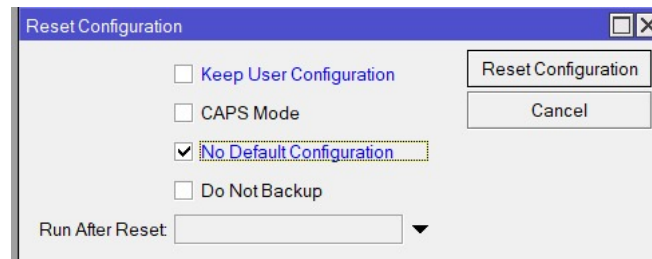 Reset Configuration
Keep User Configuration
Reset Configuration
CAPS Mode
Cancel
No Default Configuration
Do Not Backup
Run After Reset: